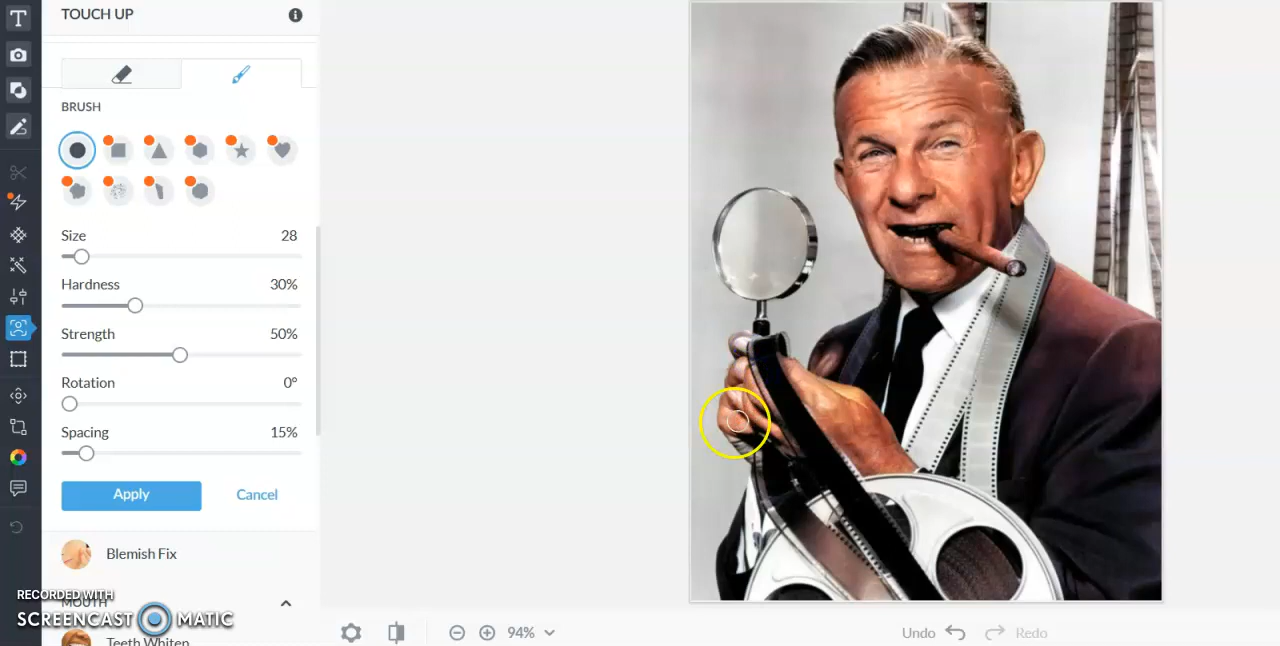 TOUCH UP
BRUSH
Size 28
Hardness 30%
Strength 50%
Rotation 0°
Spacing 15%
Apply Cancel
Blemish Fix
RECORDED WITH
MOUTH
SCREENCAST MATIC
Teeth Whiten
94% Undo Redo